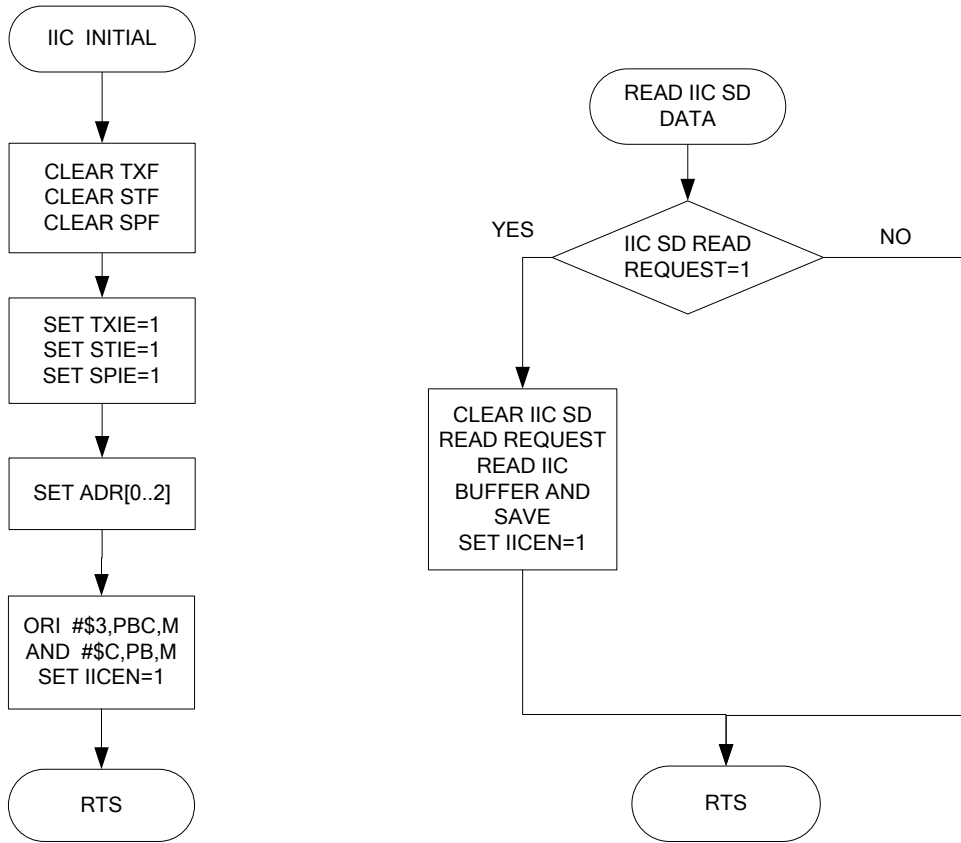 IIC  INITIAL
CLEAR TXF
CLEAR STF
CLEAR SPF
SET TXIE=1
SET STIE=1
SET SPIE=1
SET ADR[0..2]
ORI  #$3,PBC,M
AND  #$C,PB,M
SET IICEN=1
RTS
READ IIC SD
DATA
IIC SD READ
REQUEST=1
YES
NO
CLEAR IIC SD
READ REQUEST
READ IIC
BUFFER AND
SAVE
SET IICEN=1
RTS